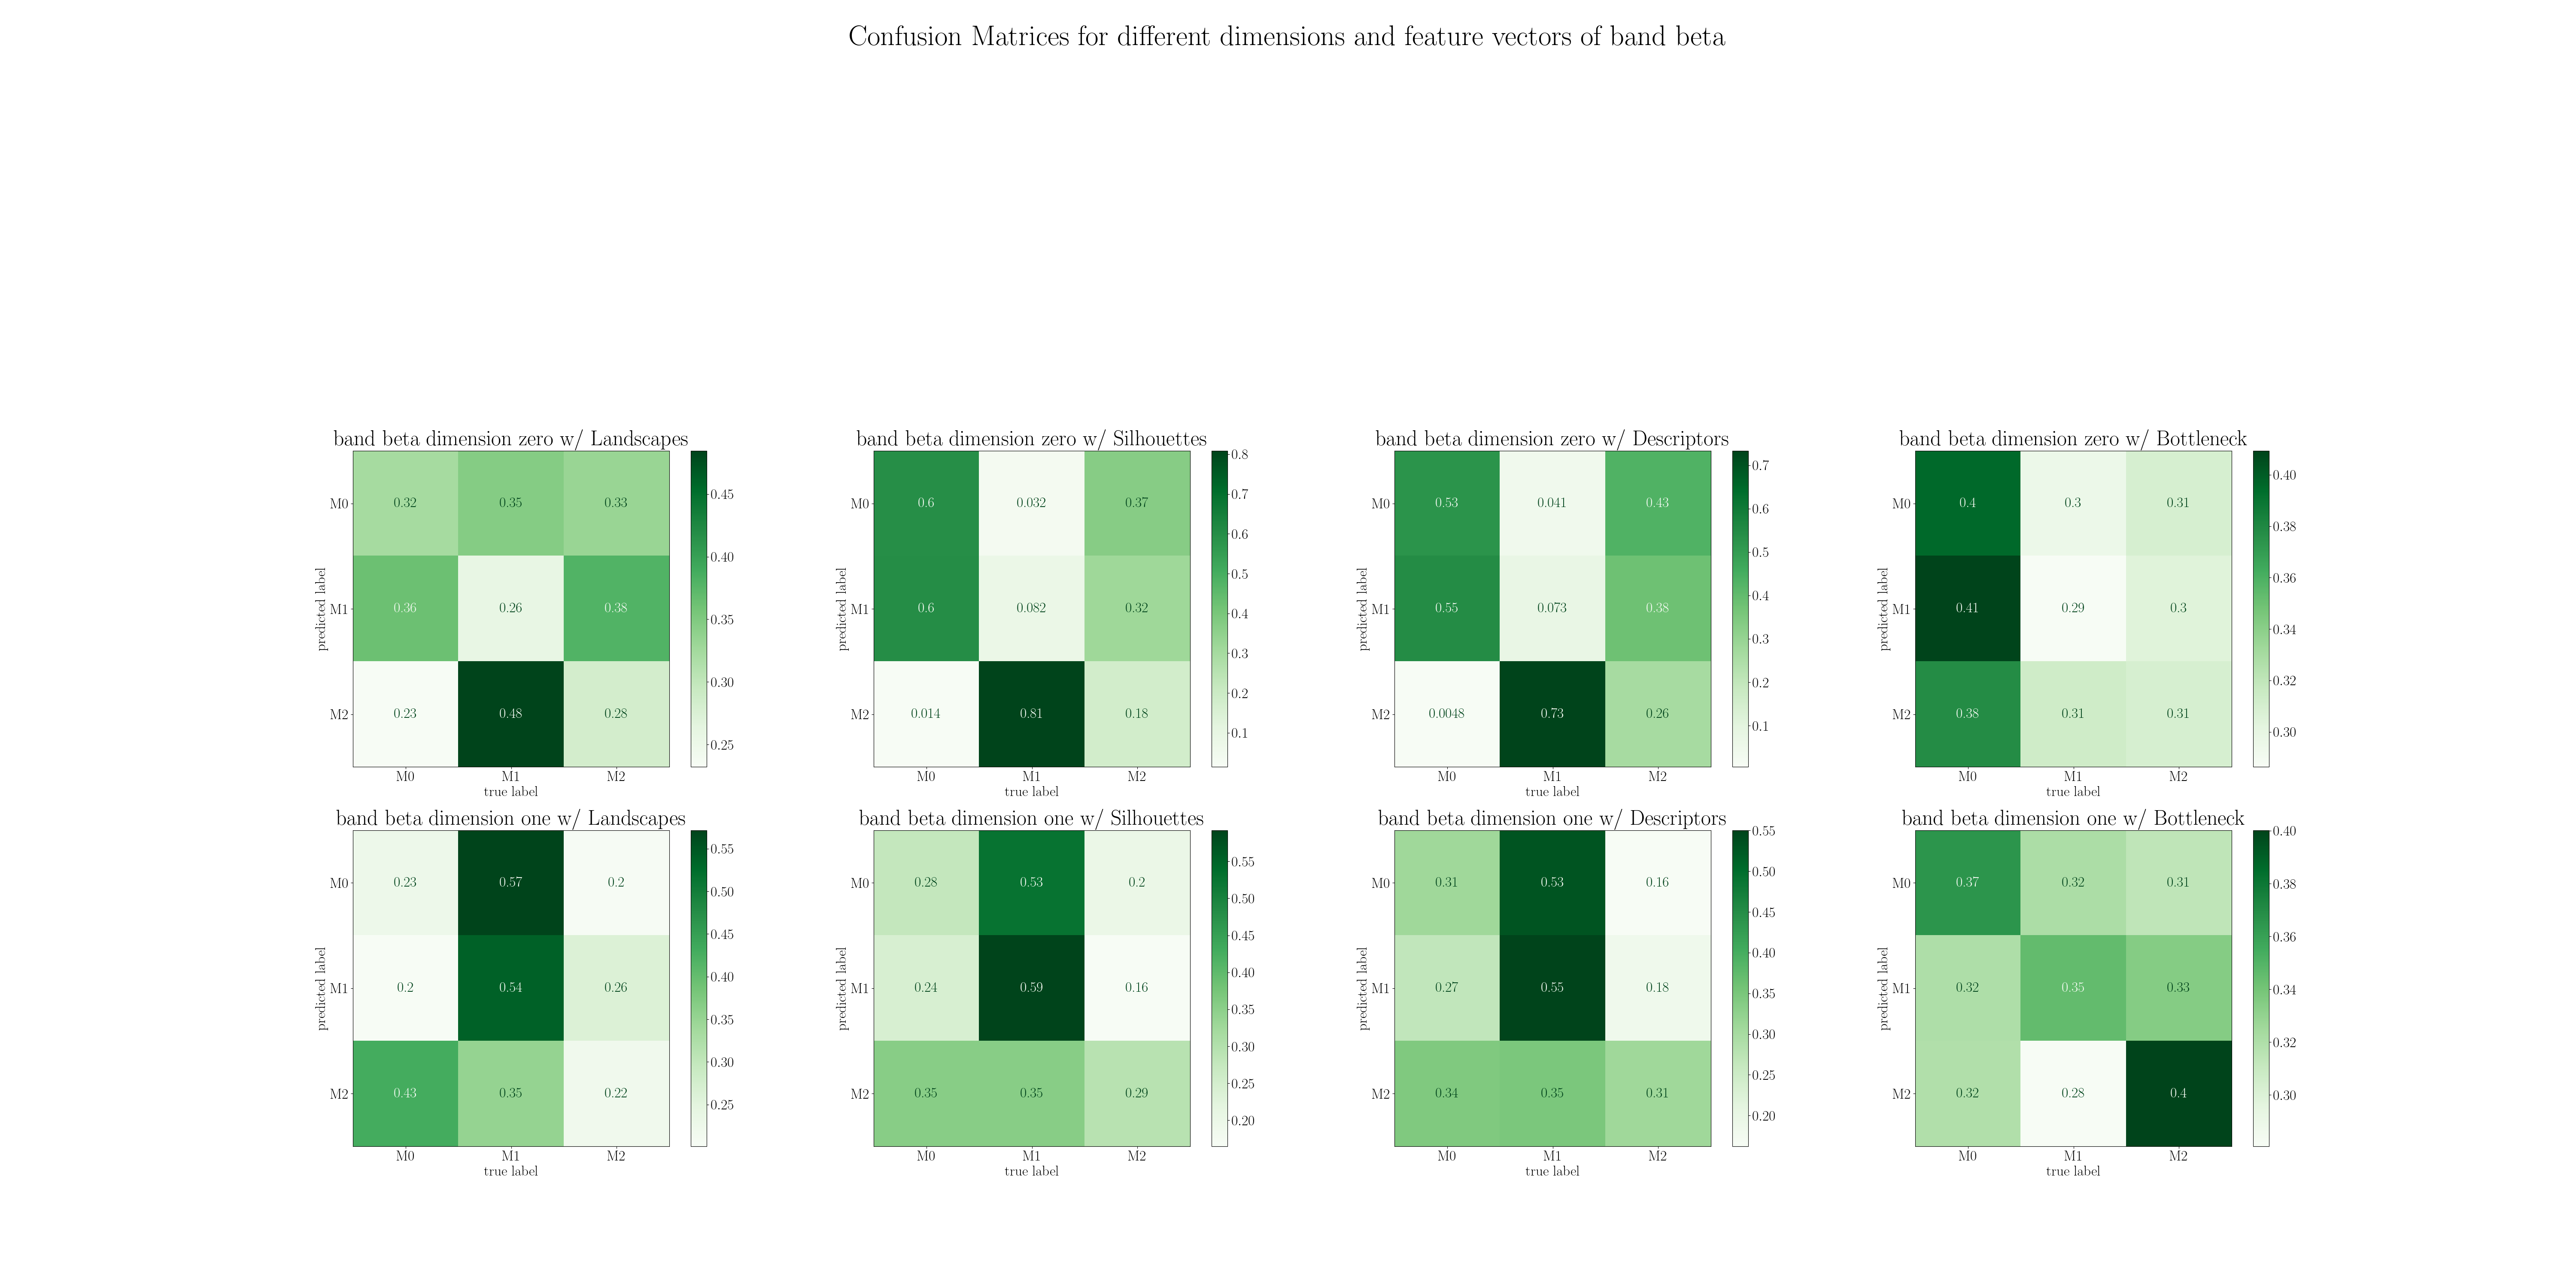 Confusion Matrices for different dimensions and feature vectors of band beta
band beta dimension zero w/ Landscapes
predicted label
M0 0.32 0.35 0.33
M1 0.36 0.26 0.38
M2 0.23 0.48 0.28
M0 M1 M2
true label
0.45
0.40
0.35
0.30
0.25
band beta dimension zero w/ Silhouettes
predicted label
M0 0.6 0.032 0.37
M1 0.6 0.082 0.32
M2 0.014 0.81 0.18
M0 M1 M2
true label
0.8
0.7
0.6
0.5
0.4
0.3
0.2
0.1
band beta dimension zero w/ Descriptors
predicted label
M0 0.53 0.041 0.43
M1 0.55 0.073 0.38
M2 0.0048 0.73 0.26
M0 M1 M2
true label
0.7
0.6
0.5
0.4
0.3
0.2
0.1
band beta dimension zero w/ Bottleneck
predicted label
M0 0.4 0.3 0.31
M1 0.41 0.29 0.3
M2 0.38 0.31 0.31
M0 M1 M2
true label
0.40
0.38
0.36
0.34
0.32
0.30
band beta dimension one w/ Landscapes
predicted label
M0 0.23 0.57 0.2
M1 0.2 0.54 0.26
M2 0.43 0.35 0.22
M0 M1 M2
true label
0.55
0.50
0.45
0.40
0.35
0.30
0.25
band beta dimension one w/ Silhouettes
predicted label
M0 0.28 0.53 0.2
M1 0.24 0.59 0.16
M2 0.35 0.35 0.29
M0 M1 M2
true label
0.55
0.50
0.45
0.40
0.35
0.30
0.25
0.20
band beta dimension one w/ Descriptors
predicted label
M0 0.31 0.53 0.16
M1 0.27 0.55 0.18
M2 0.34 0.35 0.31
M0 M1 M2
true label
0.55
0.50
0.45
0.40
0.35
0.30
0.25
0.20
band beta dimension one w/ Bottleneck
predicted label
M0 0.37 0.32 0.31
M1 0.32 0.35 0.33
M2 0.32 0.28 0.4
M0 M1 M2
true label
0.40
0.38
0.36
0.34
0.32
0.30